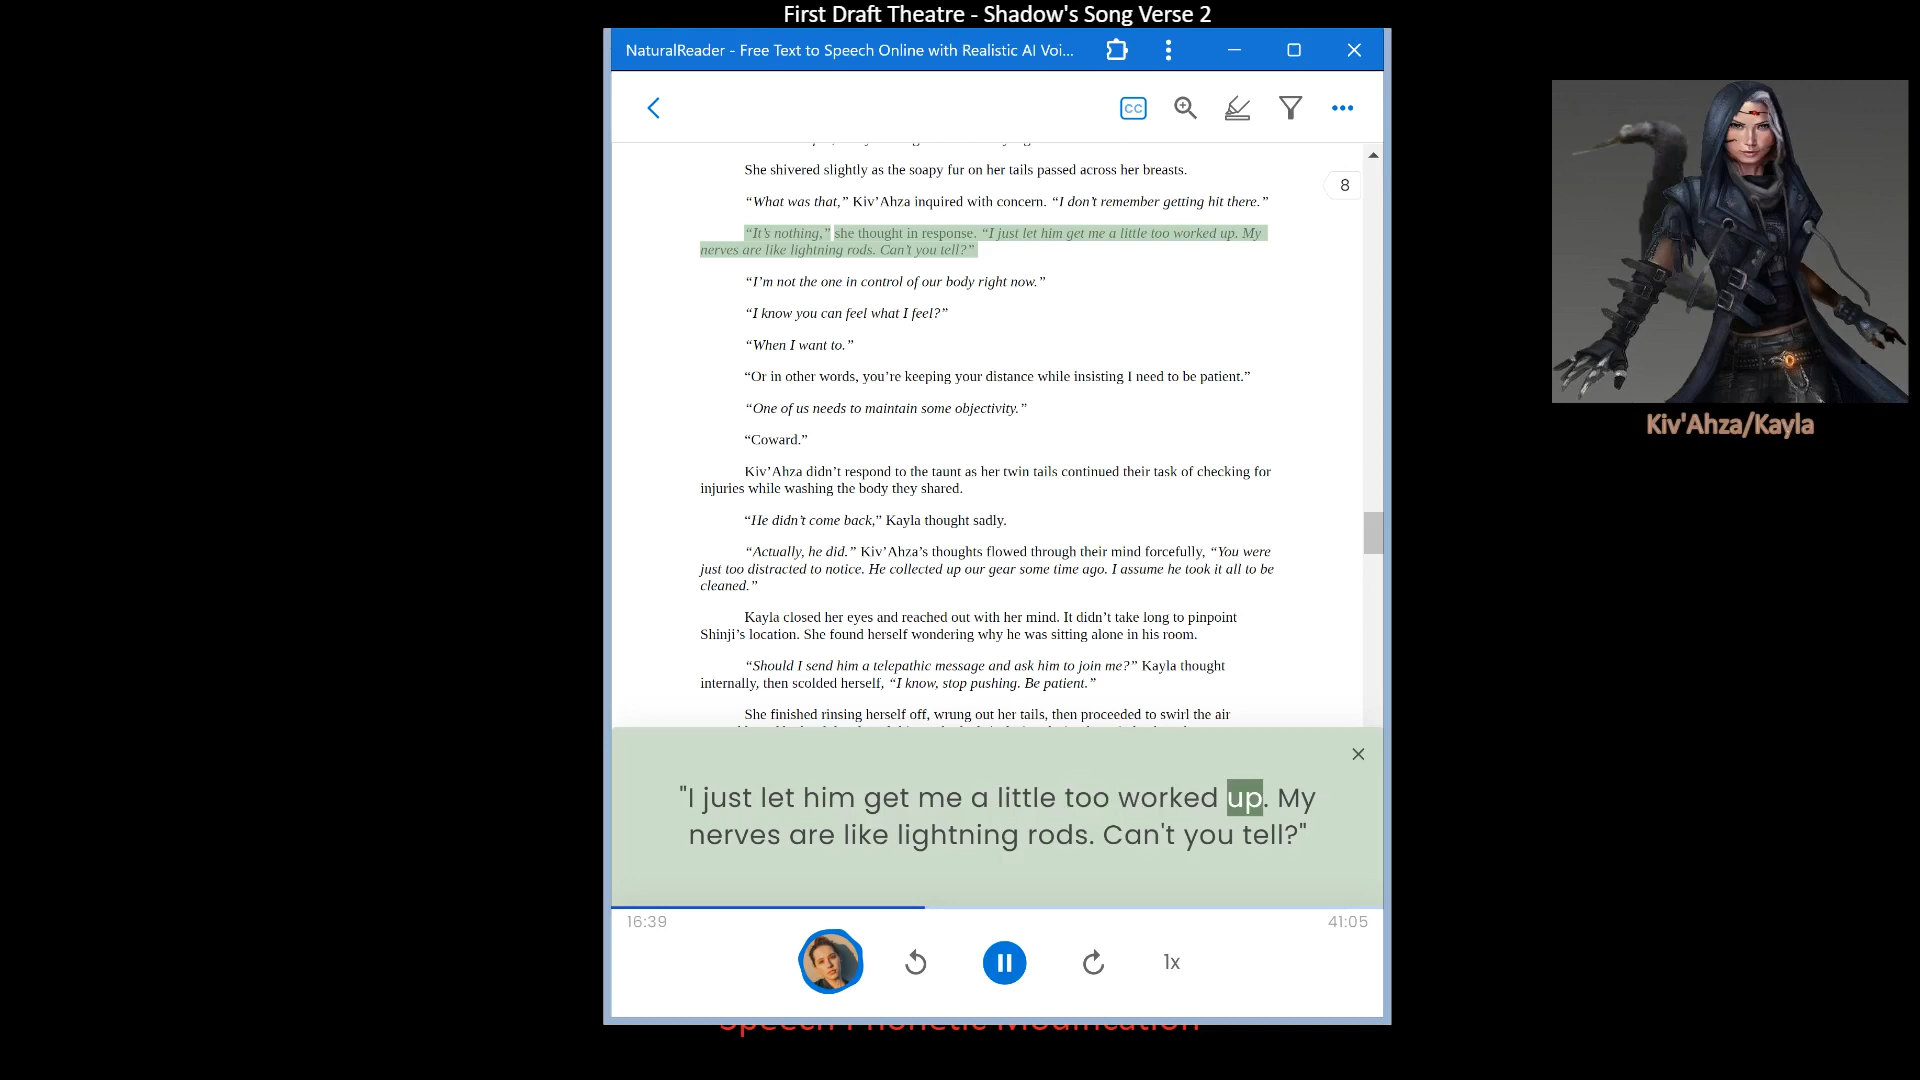 First Draft Theatre - Shadow's Song Verse 2
NaturalReader - Free Text to Speech Online with Realistic AI Voi...
CC
8
She shivered slightly as the soapy fur on her tails passed across her breasts.
“What was that,” Kiv’Ahza inquired with concern. “I don’t remember getting hit there.”
“It’s nothing,” she thought in response. “I just let him get me a little too worked up. My
nerves are like lightning rods. Can’t you tell?”
“I’m not the one in control of our body right now.”
“I know you can feel what I feel?”
“When I want to.”
“Or in other words, you’re keeping your distance while insisting I need to be patient.”
“One of us needs to maintain some objectivity.”
“Coward.”
Kiv’Ahza didn’t respond to the taunt as her twin tails continued their task of checking for
injuries while washing the body they shared.
“He didn’t come back,” Kayla thought sadly.
“Actually, he did.” Kiv’Ahza’s thoughts flowed through their mind forcefully, “You were
just too distracted to notice. He collected up our gear some time ago. I assume he took it all to be
cleaned.”
Kayla closed her eyes and reached out with her mind. It didn’t take long to pinpoint
Shinji’s location. She found herself wondering why he was sitting alone in his room.
“Should I send him a telepathic message and ask him to join me?” Kayla thought
internally, then scolded herself, “I know, stop pushing. Be patient.”
She finished rinsing herself off, wrung out her tails, then proceeded to swirl the air
"I just let him get me a little too worked up. My
nerves are like lightning rods. Can't you tell?"
16:39
41:05
1x
Speech Phonetic Modification
Kiv'Ahza/Kayla